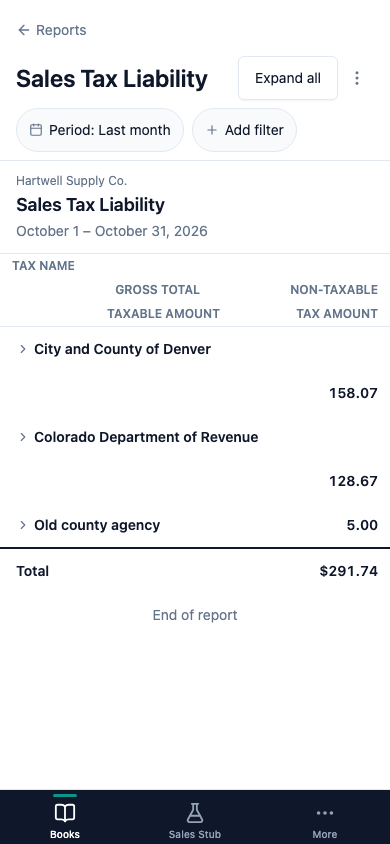 Reports
Sales Tax Liability
Expand all
Period: Last month
Add filter
Hartwell Supply Co.
Sales Tax Liability
October 1 – October 31, 2026
TAX NAME
GROSS TOTAL NON-TAXABLE
TAXABLE AMOUNT TAX AMOUNT
City and County of Denver
158.07
Colorado Department of Revenue
128.67
Old county agency 5.00
Total $291.74
End of report
Books Sales Stub More